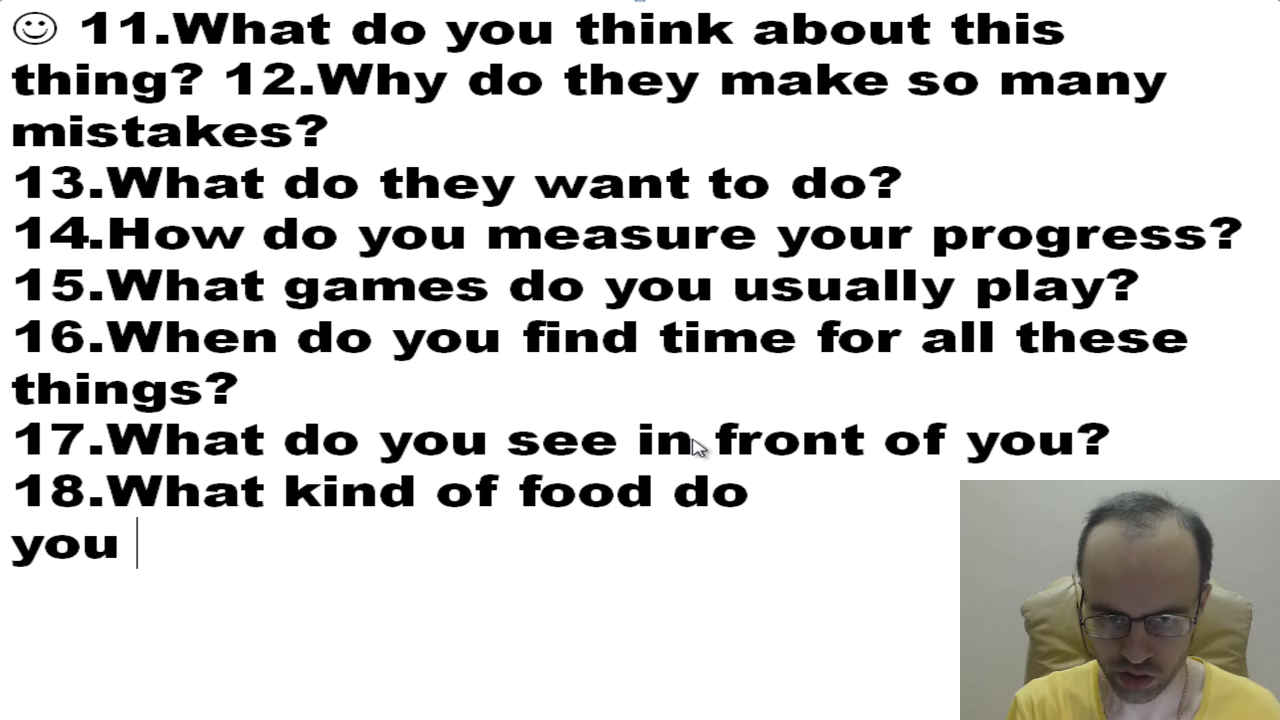 ☺ 11.What do you think about this
thing? 12.Why do they make so many
mistakes?
13.What do they want to do?
14.How do you measure your progress?
15.What games do you usually play?
16.When do you find time for all these
things?
17.What do you see in front of you?
18.What kind of food do
you